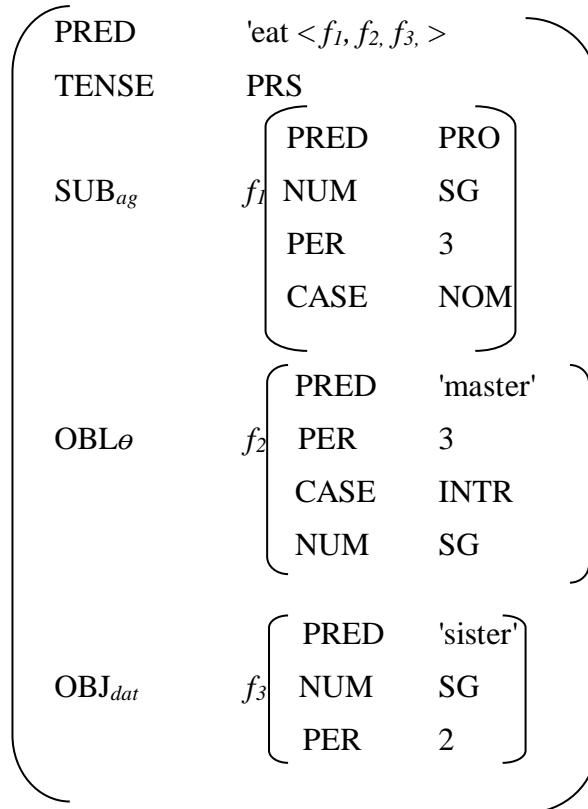 PRED 'eat <f1, f2, f3, >
TENSE PRS
PRED PRO
SUBag f1 NUM SG
PER 3
CASE NOM
PRED 'master'
OBLθ f2 PER 3
CASE INTR
NUM SG
PRED 'sister'
OBJdat f3 NUM SG
PER 2